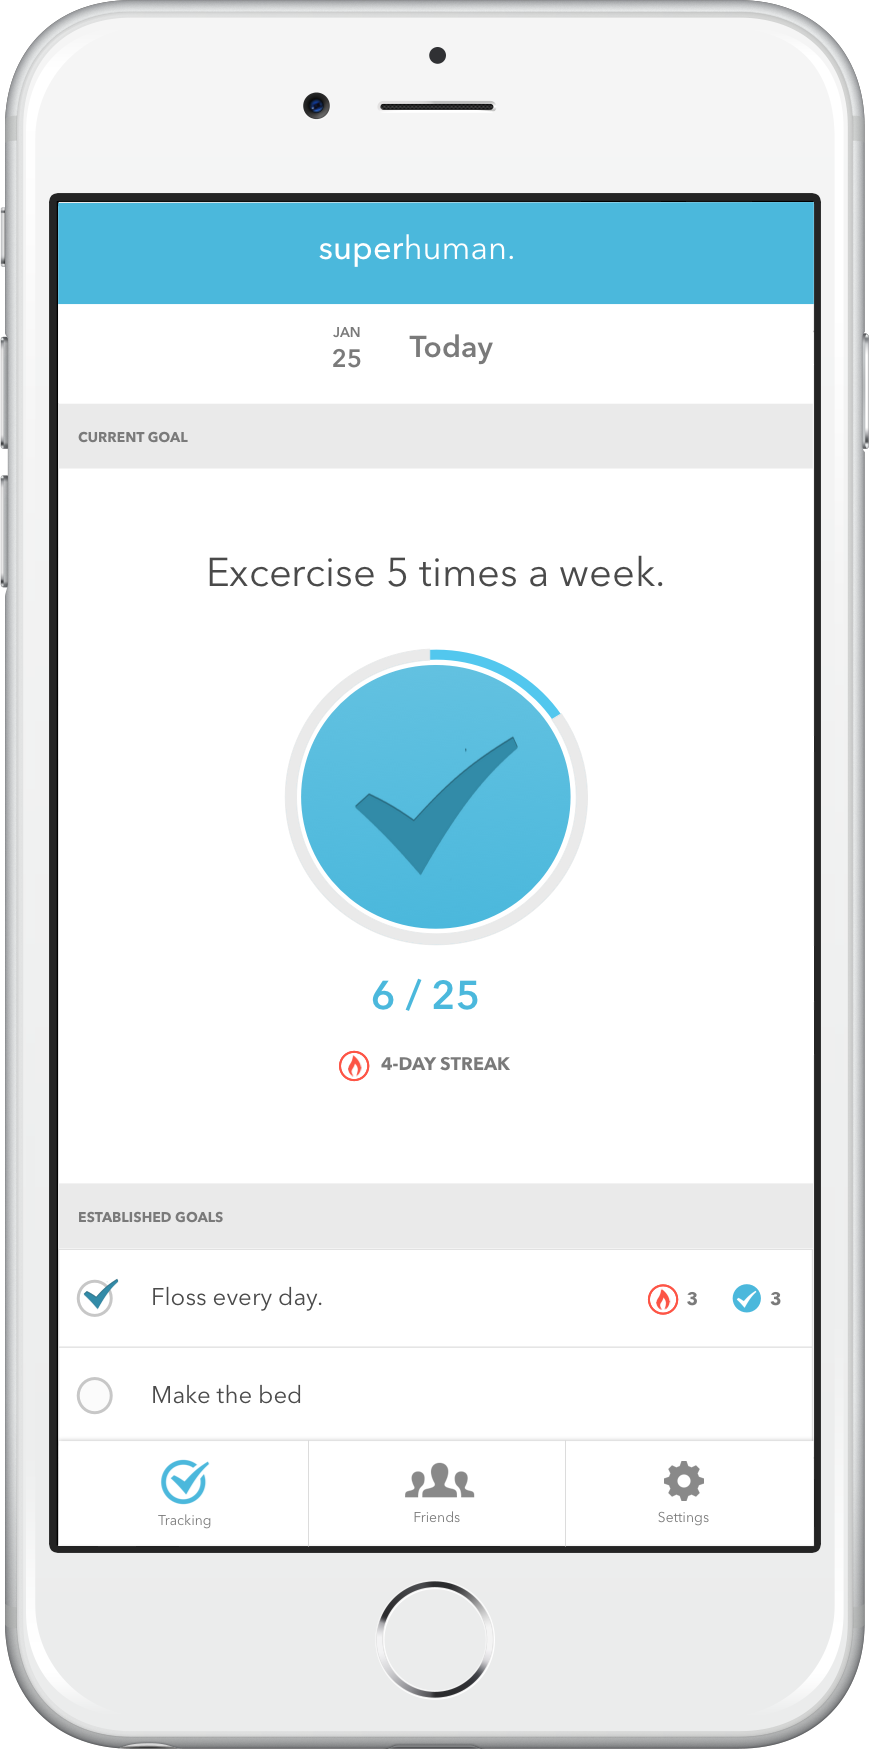 superhuman.
JAN
25
Today
CURRENT GOAL
Excercise 5 times a week.
6 / 25
4-DAY STREAK
ESTABLISHED GOALS
Floss every day. 3 3
Make the bed
Tracking Friends Settings